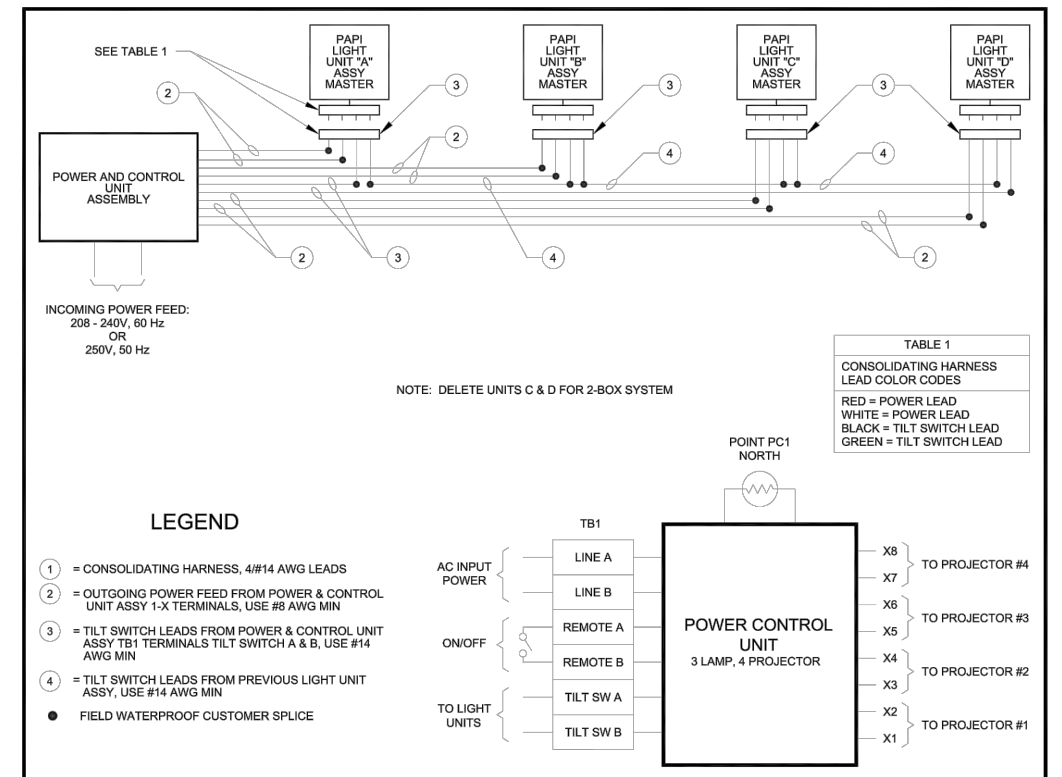 SEE TABLE 1
PAPI
LIGHT
UNIT "A"
ASSY
MASTER
PAPI
LIGHT
UNIT "B"
ASSY
MASTER
PAPI
LIGHT
UNIT "C"
ASSY
MASTER
PAPI
LIGHT
UNIT "D"
ASSY
MASTER
2
3
3
3
2
4
4
POWER AND CONTROL
UNIT
ASSEMBLY
2
3
4
2
INCOMING POWER FEED:
208 - 240V, 60 Hz
OR
250V, 50 Hz
NOTE: DELETE UNITS C & D FOR 2-BOX SYSTEM
TABLE 1
CONSOLIDATING HARNESS
LEAD COLOR CODES
RED = POWER LEAD
WHITE = POWER LEAD
BLACK = TILT SWITCH LEAD
GREEN = TILT SWITCH LEAD
LEGEND
1 = CONSOLIDATING HARNESS, 4/#14 AWG LEADS
2 = OUTGOING POWER FEED FROM POWER & CONTROL
UNIT ASSY 1-X TERMINALS, USE #8 AWG MIN
3 = TILT SWITCH LEADS FROM POWER & CONTROL UNIT
ASSY TB1 TERMINALS TILT SWITCH A & B, USE #14
AWG MIN
4 = TILT SWITCH LEADS FROM PREVIOUS LIGHT UNIT
ASSY, USE #14 AWG MIN
FIELD WATERPROOF CUSTOMER SPLICE
POINT PC1
NORTH
TB1
AC INPUT
POWER
LINE A
LINE B
ON/OFF
REMOTE A
REMOTE B
TO LIGHT
UNITS
TILT SW A
TILT SW B
POWER CONTROL
UNIT
3 LAMP, 4 PROJECTOR
X8
X7
TO PROJECTOR #4
X6
X5
TO PROJECTOR #3
X4
X3
TO PROJECTOR #2
X2
X1
TO PROJECTOR #1